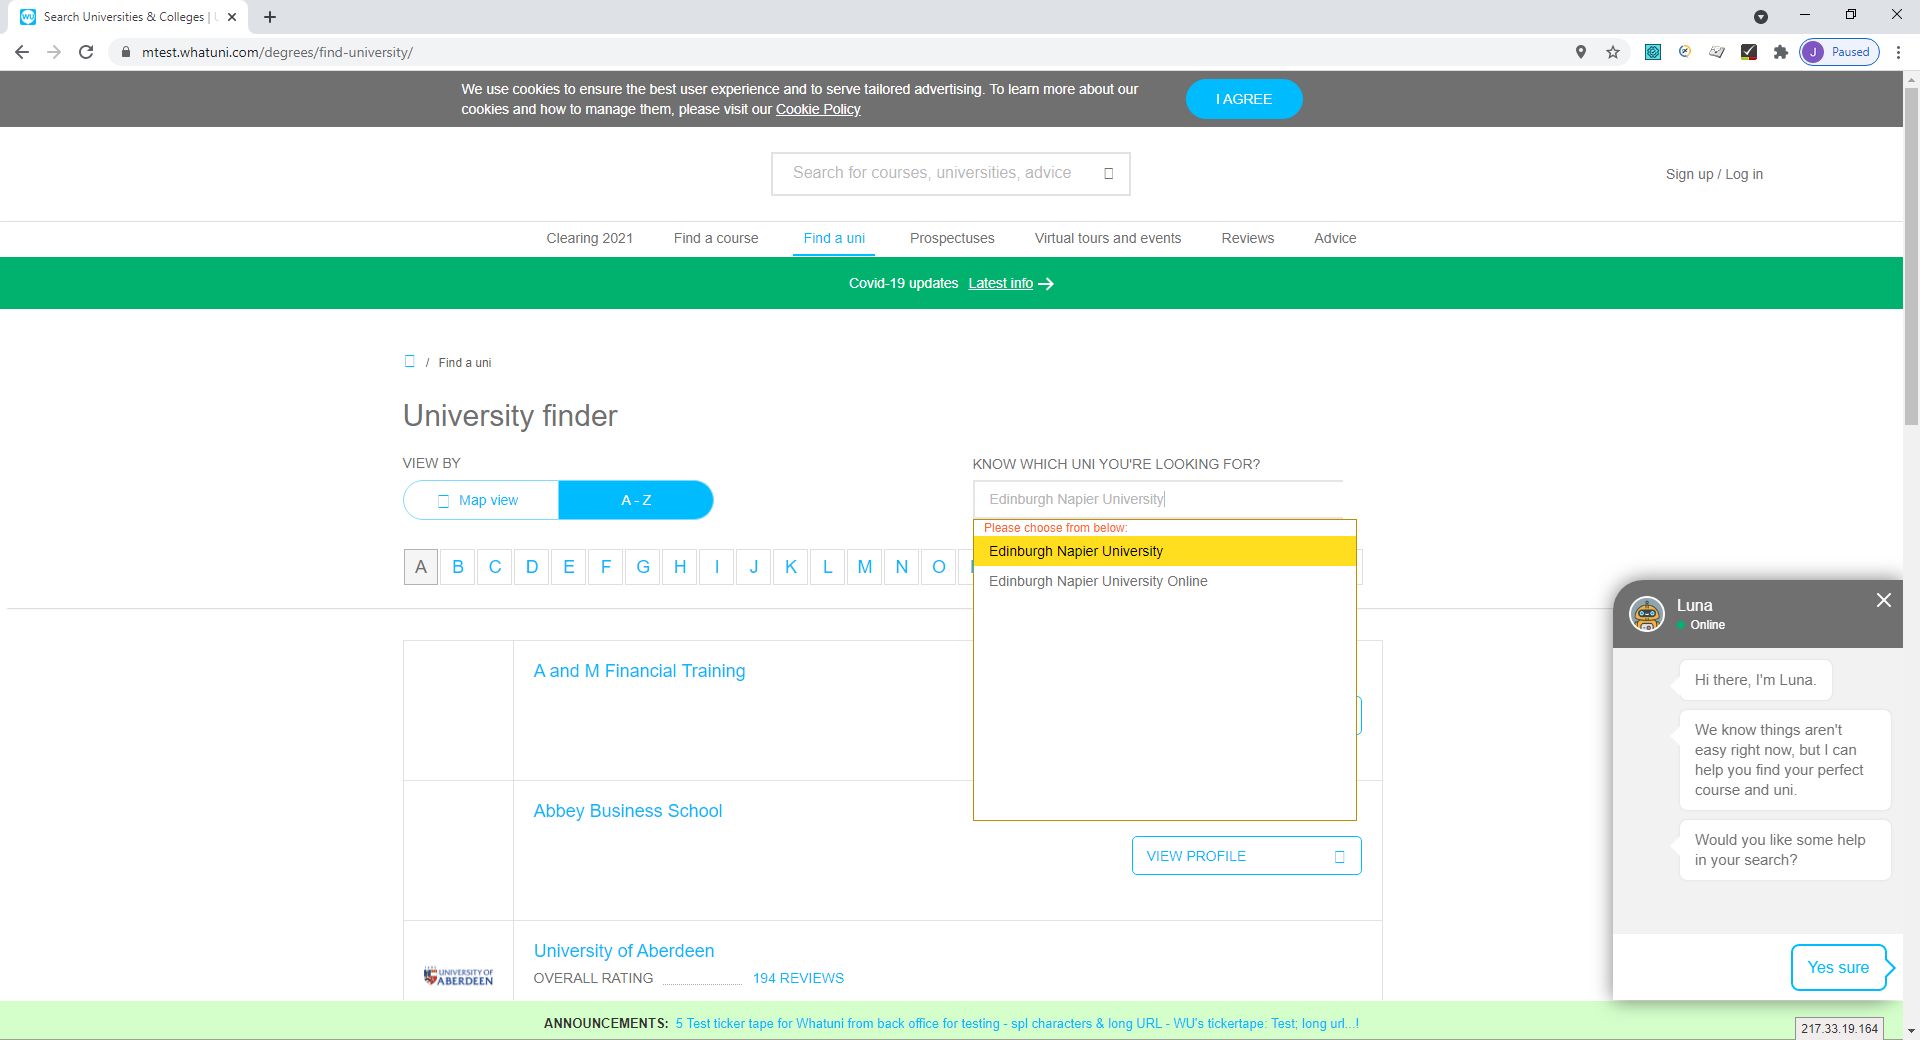 Search Universities & Colleges |
mtest.whatuni.com/degrees/find-university/
J Paused
We use cookies to ensure the best user experience and to serve tailored advertising. To learn more about our
cookies and how to manage them, please visit our Cookie Policy
I AGREE
Search for courses, universities, advice
Sign up / Log in
Clearing 2021 Find a course Find a uni Prospectuses Virtual tours and events Reviews Advice
Covid-19 updates Latest info
/ Find a uni
University finder
VIEW BY
Map view A - Z
KNOW WHICH UNI YOU'RE LOOKING FOR?
Edinburgh Napier University
Please choose from below:
Edinburgh Napier University
Edinburgh Napier University Online
A B C D E F G H I J K L M N O
A and M Financial Training
Abbey Business School
VIEW PROFILE
UNIVERSITY OF
ABERDEEN
University of Aberdeen
OVERALL RATING 194 REVIEWS
Luna
Online
Hi there, I'm Luna.
We know things aren't
easy right now, but I can
help you find your perfect
course and uni.
Would you like some help
in your search?
Yes sure
ANNOUNCEMENTS: 5 Test ticker tape for Whatuni from back office for testing - spl characters & long URL - WU's tickertape: Test; long url...!
217.33.19.164